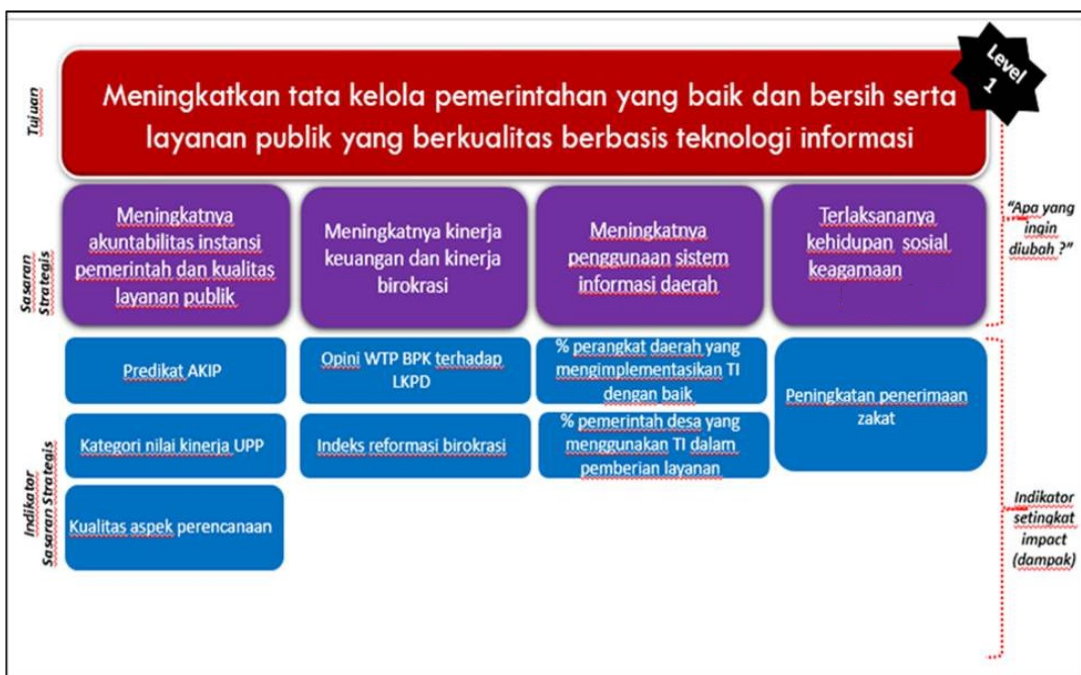 Level
1
Tujuan
Meningkatkan tata kelola pemerintahan yang baik dan bersih serta
layanan publik yang berkualitas berbasis teknologi informasi
Sasaran
Strategis
Meningkatnya
akuntabilitas instansi
pemerintah dan kualitas
layanan publik
Meningkatnya kinerja
keuangan dan kinerja
birokrasi
Meningkatnya
penggunaan sistem
informasi daerah
Terlaksananya
kehidupan sosial
keagamaan
"Apa yang
ingin
diubah ?"
Indikator
Sasaran Strategis
Predikat AKIP
Kategori nilai kinerja UPP
Kualitas aspek perencanaan
Opini WTP BPK terhadap
LKPD
Indeks reformasi birokrasi
% perangkat daerah yang
mengimplementasikan TI
dengan baik
% pemerintah desa yang
menggunakan TI dalam
pemberian layanan
Peningkatan penerimaan
zakat
Indikator
setingkat
impact
(dampak)